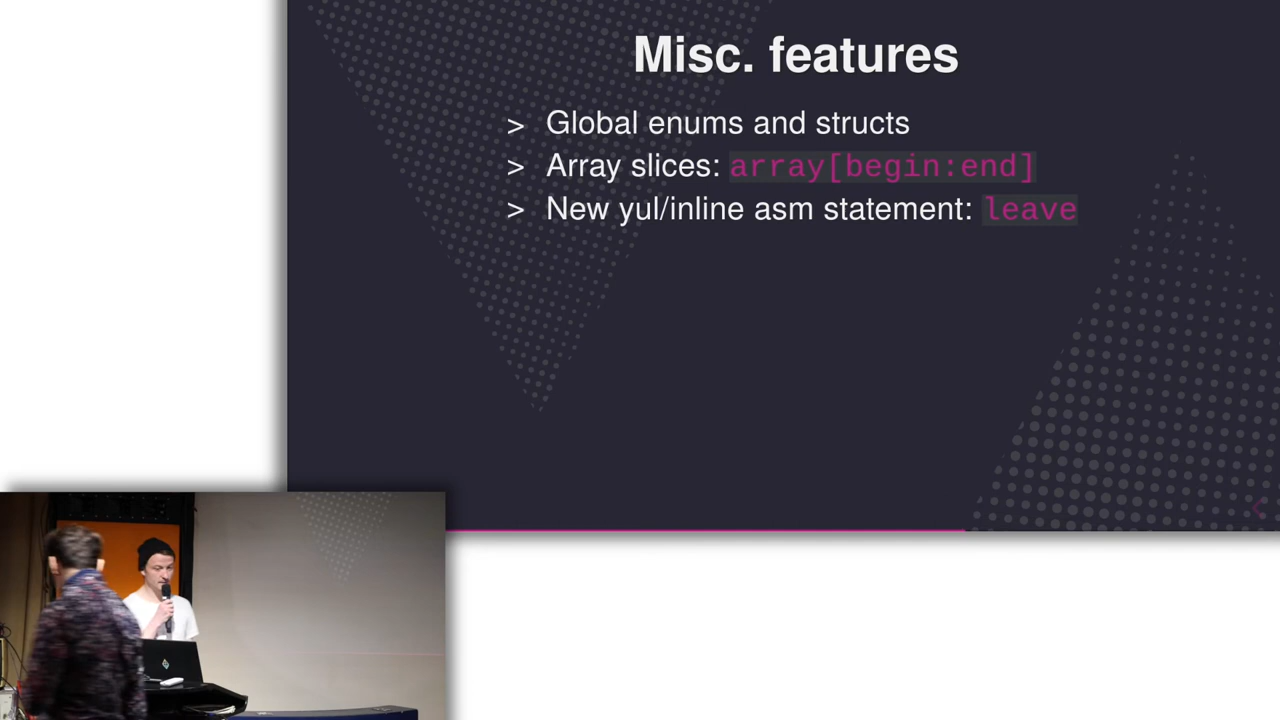 Misc. features
> Global enums and structs
> Array slices: array[begin:end]
> New yul/inline asm statement: leave